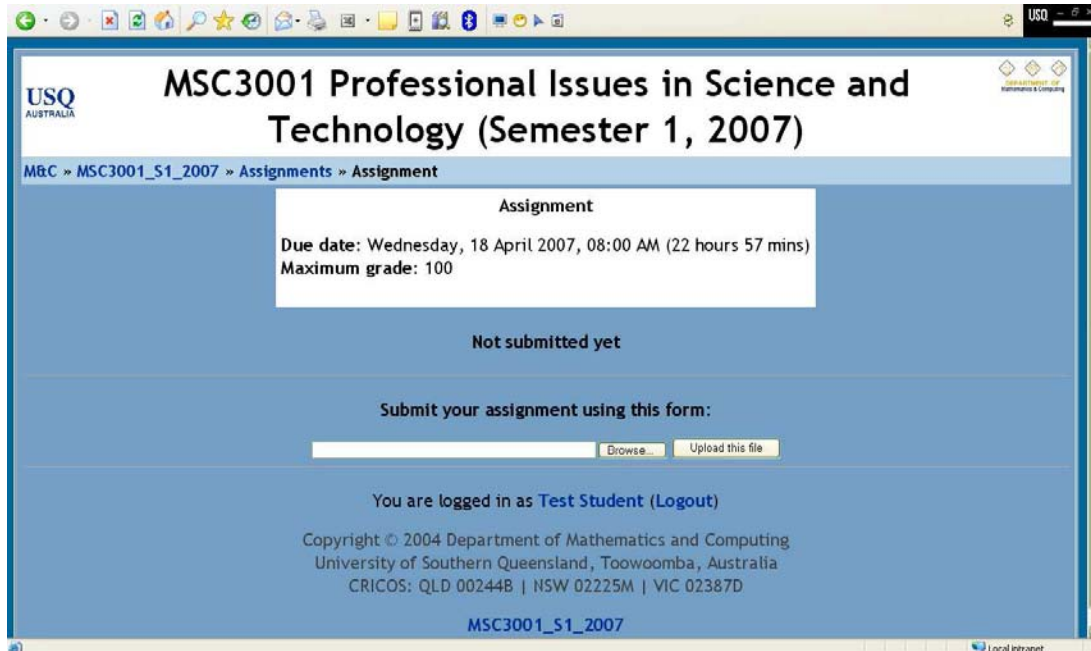 USQ
USQ
AUSTRALIA
MSC3001 Professional Issues in Science and
Technology (Semester 1, 2007)
DEPARTMENT OF
Mathematics & Computing
M&C » MSC3001_S1_2007 » Assignments » Assignment
Assignment
Due date: Wednesday, 18 April 2007, 08:00 AM (22 hours 57 mins)
Maximum grade: 100
Not submitted yet
Submit your assignment using this form:
Browse... Upload this file
You are logged in as Test Student (Logout)
Copyright © 2004 Department of Mathematics and Computing
University of Southern Queensland, Toowoomba, Australia
CRICOS: QLD 00244B | NSW 02225M | VIC 02387D
MSC3001_S1_2007
Local intranet